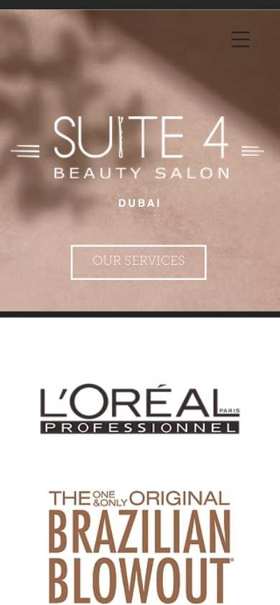 SUITE 4
BEAUTY SALON
DUBAI
OUR SERVICES
L'ORÉAL
PARIS
PROFESSIONNEL
THE ONE &ONLY ORIGINAL
BRAZILIAN
BLOWOUT